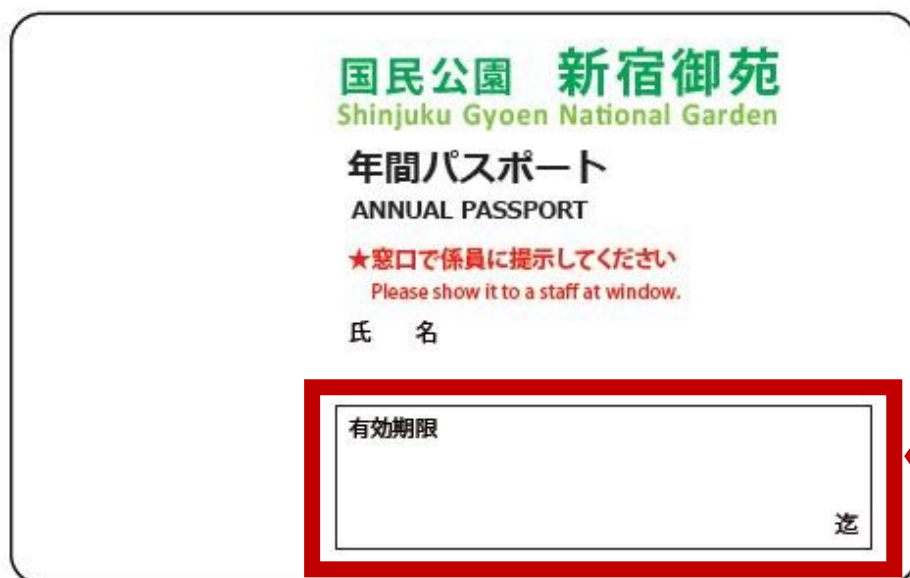 国民公園 新宿御苑
Shinjuku Gyoen National Garden
年間パスポート
ANNUAL PASSPORT
★窓口で係員に提示してください
Please show it to a staff at window.
氏 名
有効期限
迄